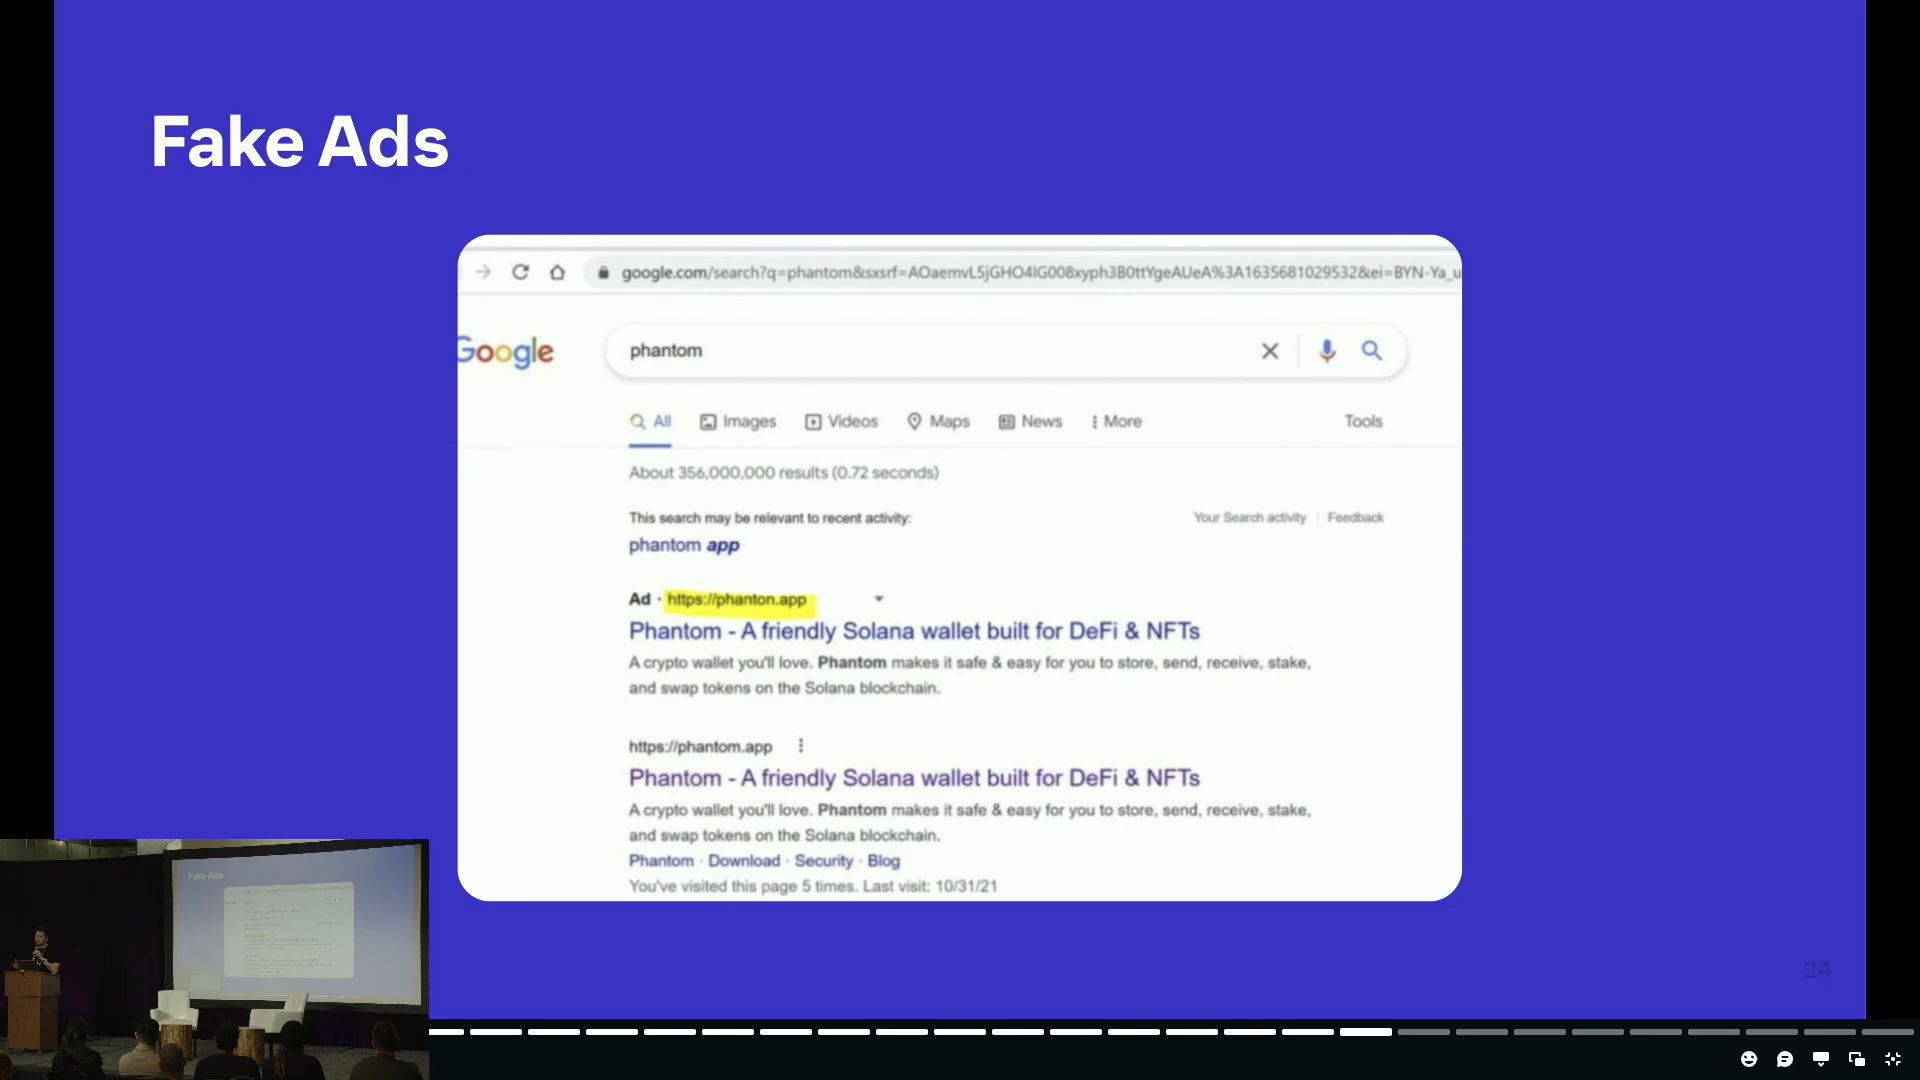 Fake Ads
google.com/search?q=phantom&sxsrf=AOaemvL5jGHO4IG008xyph3B0ttYgeAUeA%3A1635681029532&ei=BYN-Ya_u
Google
phantom
All Images Videos Maps News More Tools
About 356,000,000 results (0.72 seconds)
This search may be relevant to recent activity: Your Search activity Feedback
phantom app
Ad · https://phanton.app
Phantom - A friendly Solana wallet built for DeFi & NFTs
A crypto wallet you'll love. Phantom makes it safe & easy for you to store, send, receive, stake,
and swap tokens on the Solana blockchain.
https://phantom.app
Phantom - A friendly Solana wallet built for DeFi & NFTs
A crypto wallet you'll love. Phantom makes it safe & easy for you to store, send, receive, stake,
and swap tokens on the Solana blockchain.
Phantom · Download · Security · Blog
You've visited this page 5 times. Last visit: 10/31/21
24
Fake Ads